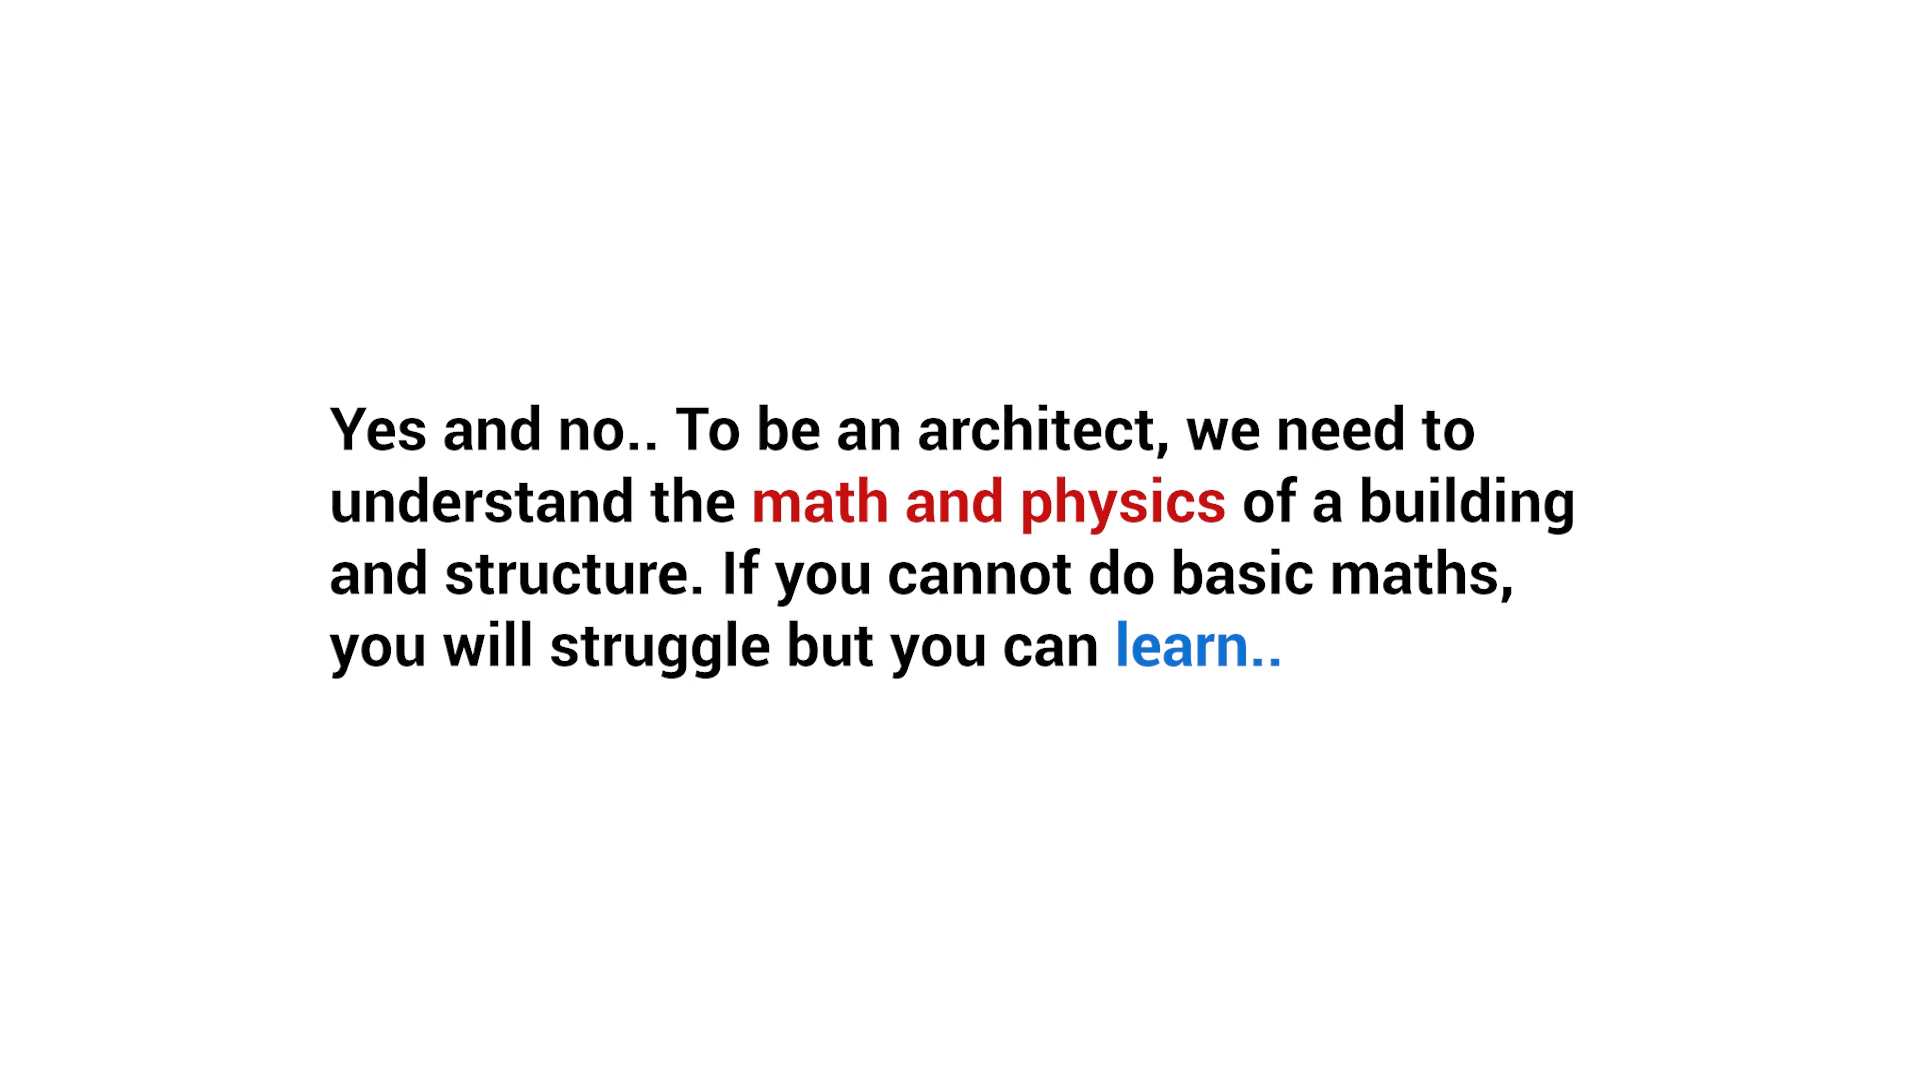 Yes and no.. To be an architect, we need to
understand the math and physics of a building
and structure. If you cannot do basic maths,
you will struggle but you can learn..